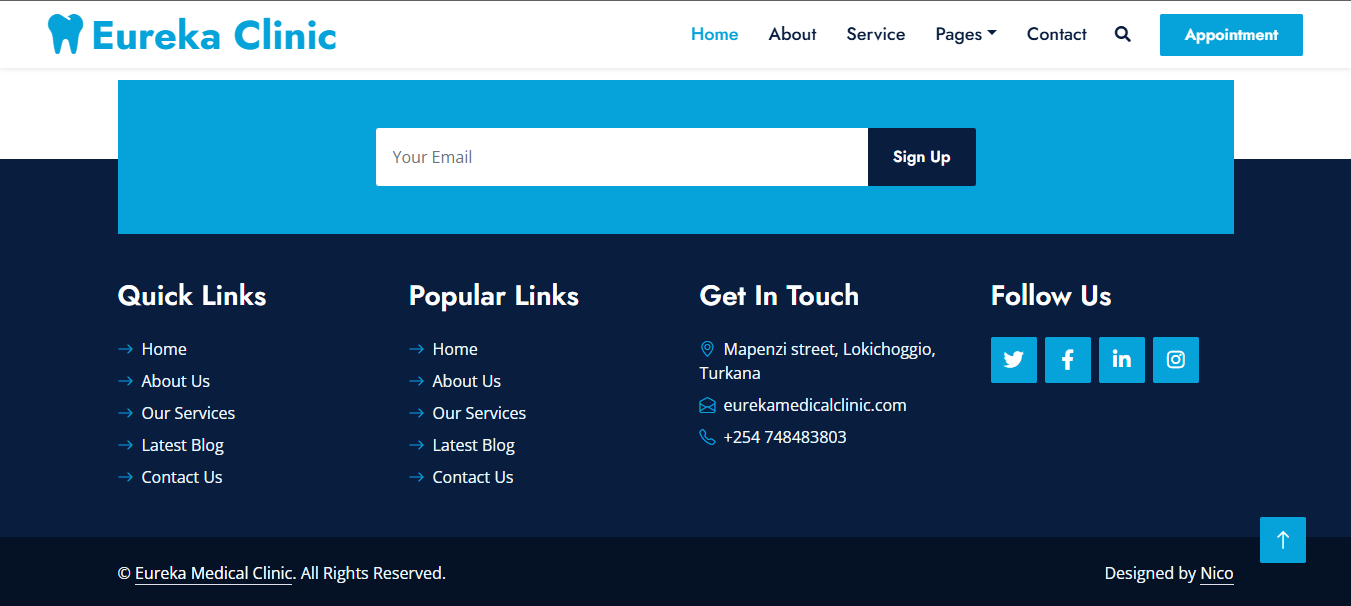 Eureka Clinic
Home About Service Pages Contact Appointment
Your Email Sign Up
Quick Links
Home
About Us
Our Services
Latest Blog
Contact Us
Popular Links
Home
About Us
Our Services
Latest Blog
Contact Us
Get In Touch
Mapenzi street, Lokichoggio,
Turkana
eurekamedicalclinic.com
+254 748483803
Follow Us
© Eureka Medical Clinic. All Rights Reserved.
Designed by Nico